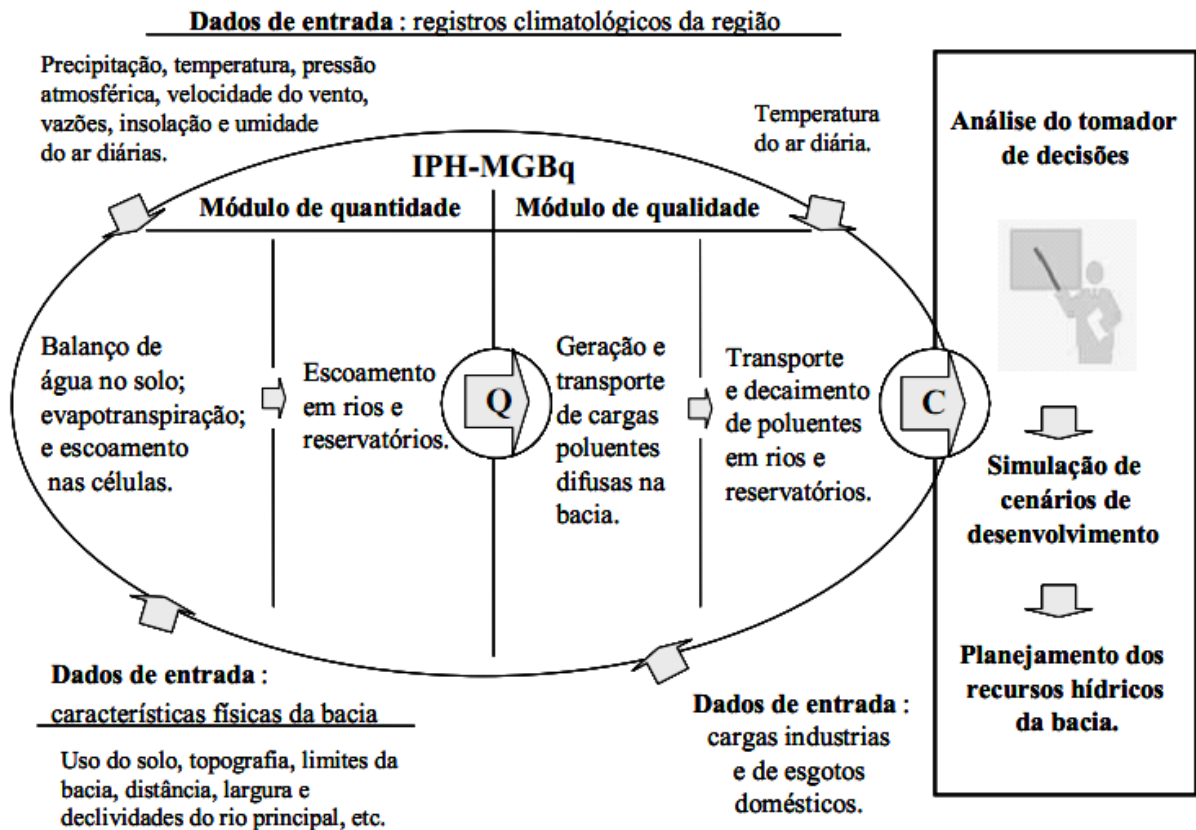 Dados de entrada : registros climatológicos da região
Precipitação, temperatura, pressão
atmosférica, velocidade do vento,
vazões, insolação e umidade
do ar diárias.
Temperatura
do ar diária.
IPH-MGBq
Módulo de quantidade
Módulo de qualidade
Balanço de
água no solo;
evapotranspiração;
e escoamento
nas células.
Escoamento
em rios e
reservatórios.
Q
Geração e
transporte
de cargas
poluentes
difusas na
bacia.
Transporte
e decaimento
de poluentes
em rios e
reservatórios.
C
Dados de entrada :
características físicas da bacia
Uso do solo, topografia, limites da
bacia, distância, largura e
declividades do rio principal, etc.
Dados de entrada :
cargas industrias
e de esgotos
domésticos.
Análise do tomador
de decisões
Simulação de
cenários de
desenvolvimento
Planejamento dos
recursos hídricos
da bacia.